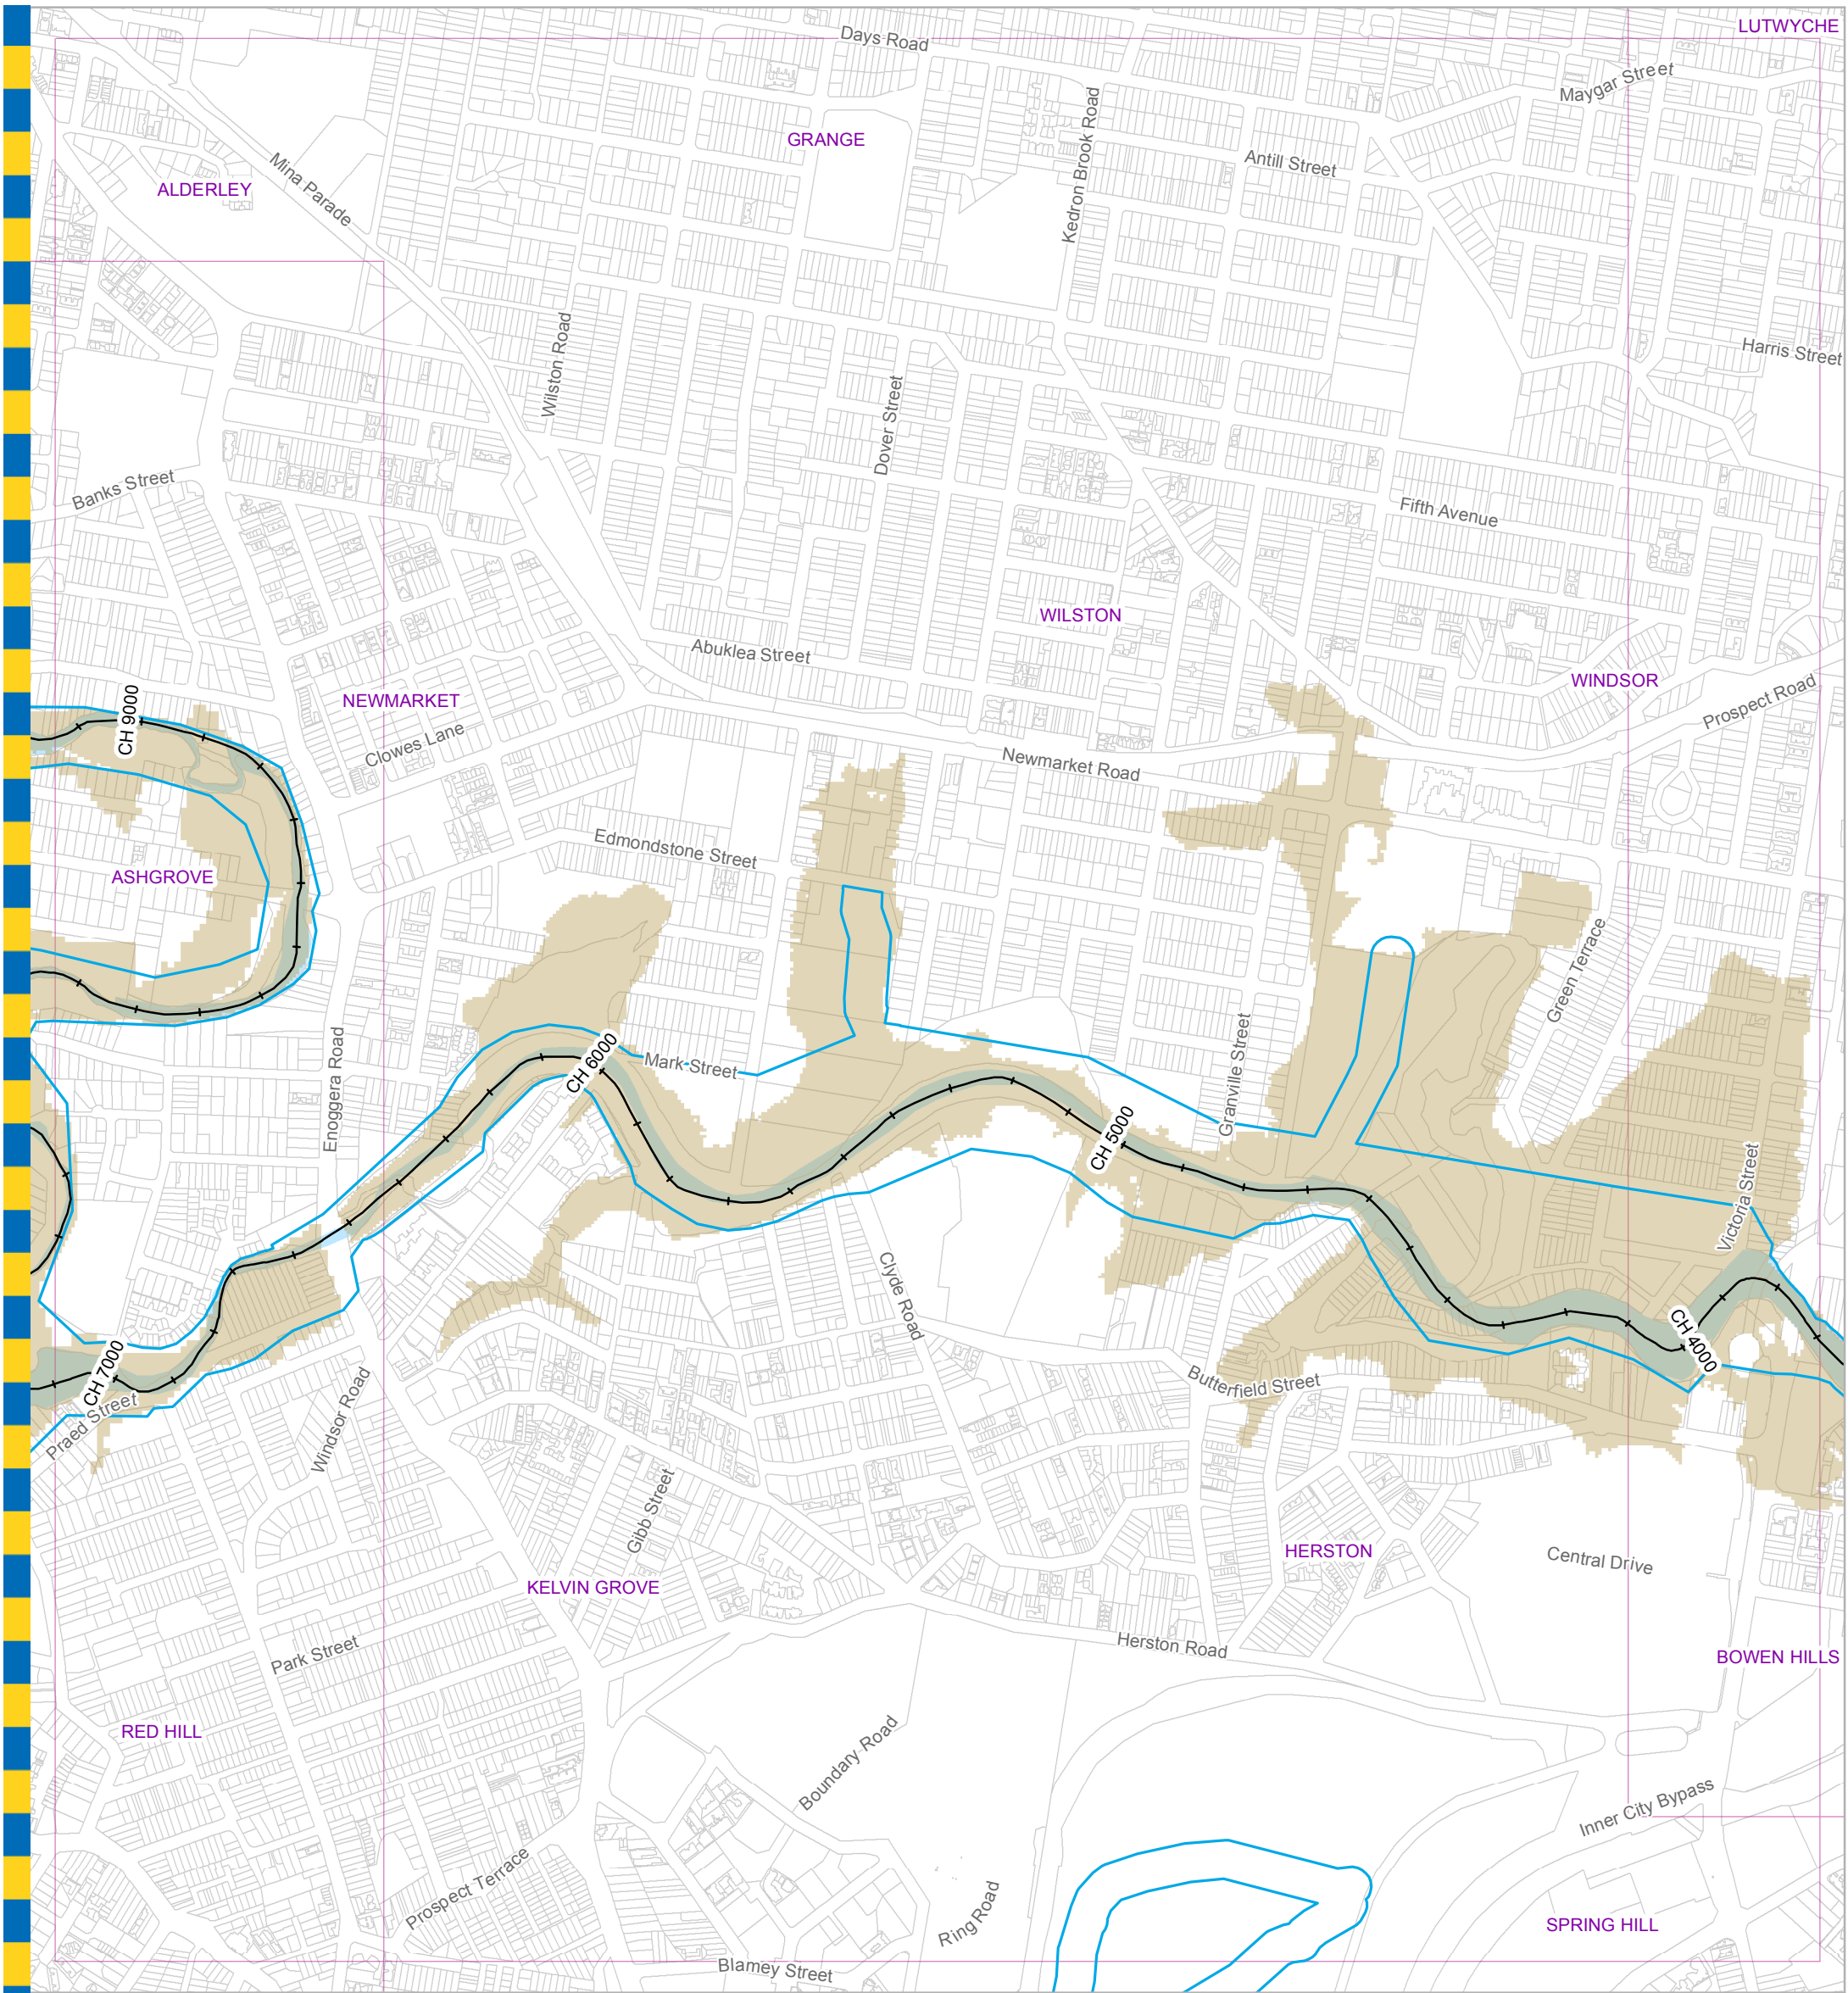 LUTWYCHE
Days Road
Maygar Street
GRANGE
Kedron Brook Road
Antill Street
Mina Parade
ALDERLEY
Harris Street
Wilston Road
Dover Street
Banks Street
Fifth Avenue
WILSTON
Abuklea Street
WINDSOR
NEWMARKET
Prospect Road
CH 9000
Clowes Lane
Newmarket Road
Edmondstone Street
ASHGROVE
Green Terrace
Enoggera Road
CH 6000
Mark Street
Granville Street
CH 5000
Victoria Street
Clyde Road
CH 4000
CH 7000
Praed Street
Windsor Road
Butterfield Street
Gibb Street
HERSTON
Central Drive
KELVIN GROVE
Park Street
Herston Road
BOWEN HILLS
RED HILL
Boundary Road
Inner City Bypass
Prospect Terrace
Ring Road
SPRING HILL
Blamey Street